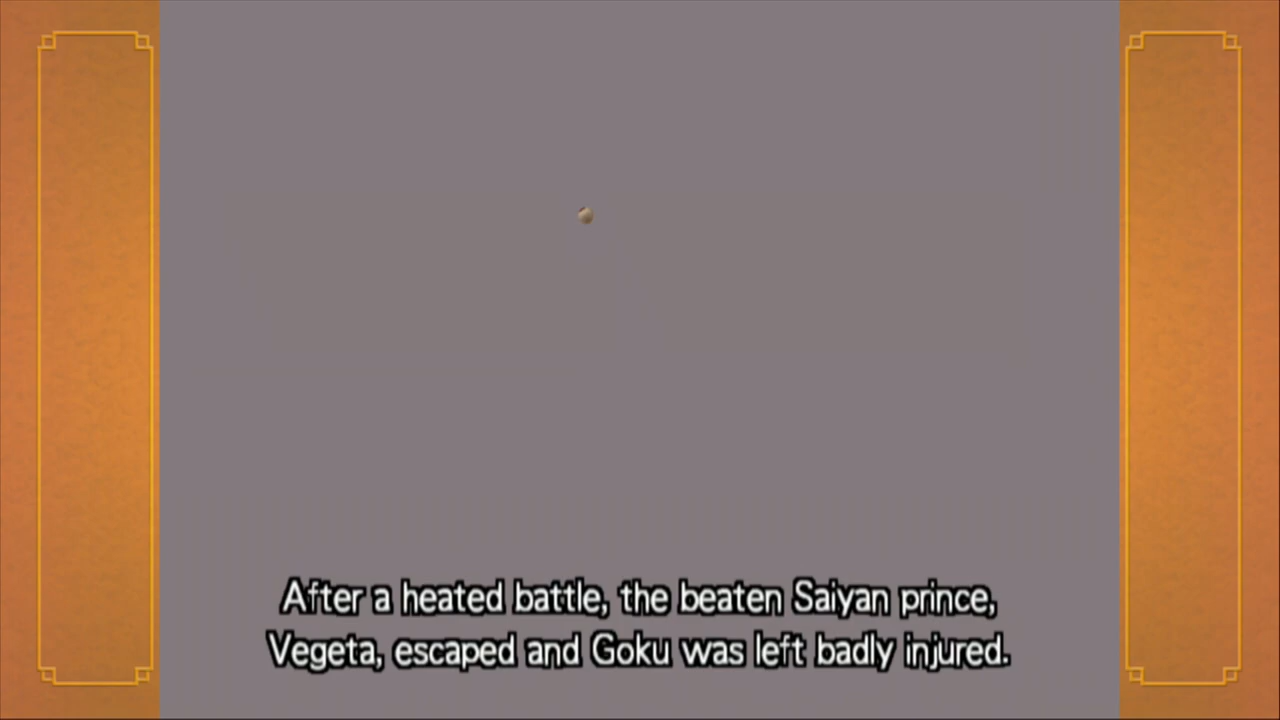 After a heated battle, the beaten Saiyan prince,
Vegeta, escaped and Goku was left badly injured.